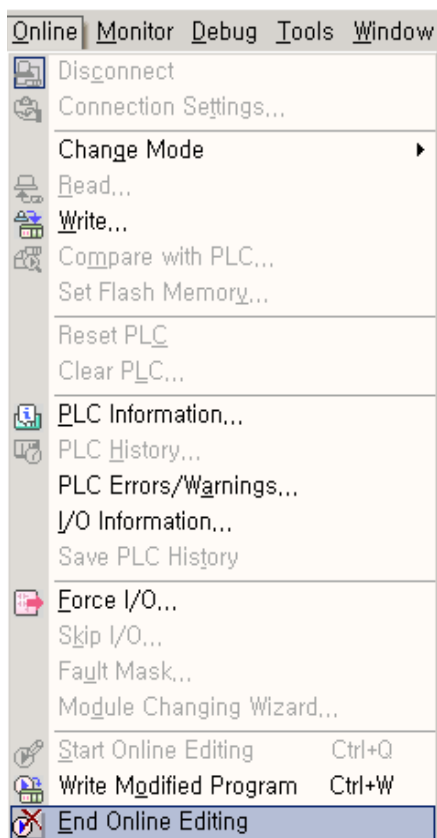 Online Monitor Debug Tools Window
Disconnect
Connection Settings...
Change Mode
Read...
Write...
Compare with PLC...
Set Flash Memory...
Reset PLC
Clear PLC...
PLC Information...
PLC History...
PLC Errors/Warnings...
I/O Information...
Save PLC History
Force I/O...
Skip I/O...
Fault Mask...
Module Changing Wizard...
Start Online Editing Ctrl+Q
Write Modified Program Ctrl+W
End Online Editing